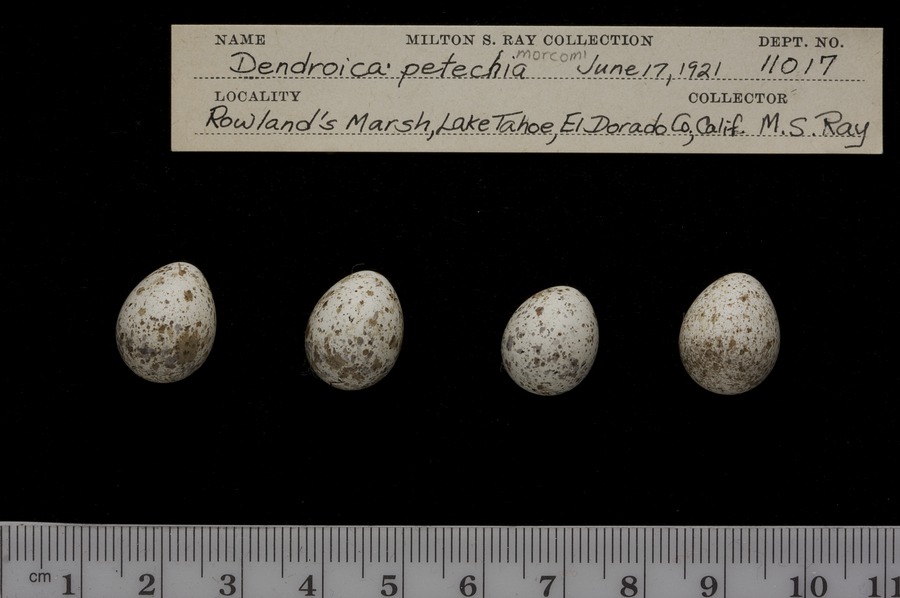 NAME MILTON S. RAY COLLECTION DEPT. NO.
Dendroica petechia morcomi June 17, 1921 11017
LOCALITY COLLECTOR
Rowland's Marsh, Lake Tahoe, El Dorado Co., Calif. M. S. Ray
cm 1 2 3 4 5 6 7 8 9 10 11